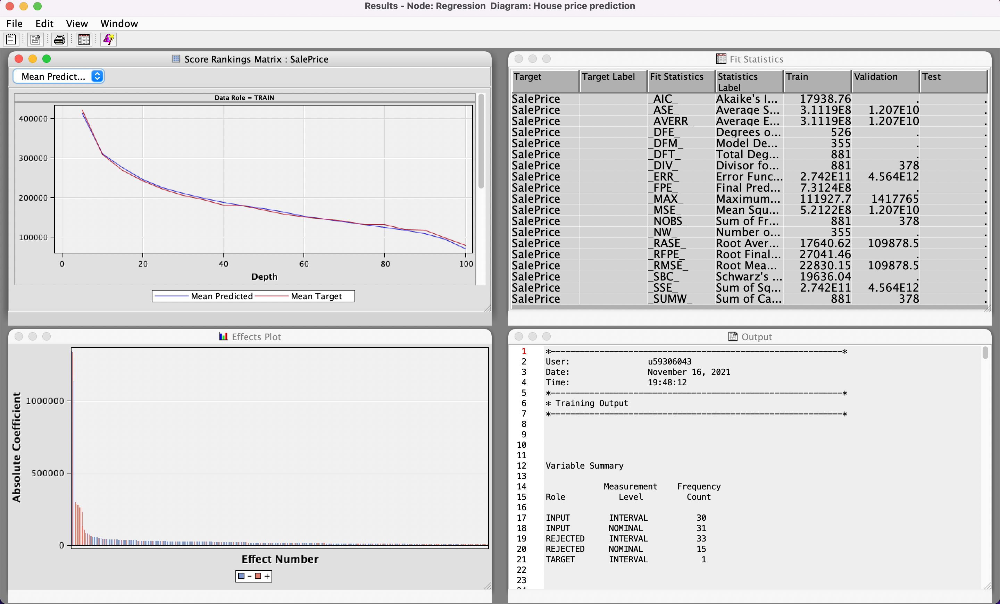 Results - Node: Regression  Diagram: House price prediction
File Edit View Window
Score Rankings Matrix : SalePrice
Mean Predict...
Data Role = TRAIN
400000
300000
200000
100000
0 20 40 60 80 100
Depth
Mean Predicted Mean Target
Fit Statistics
Target Target Label Fit Statistics Statistics Label Train Validation Test
SalePrice _AIC_ Akaike's I... 17938.76 . .
SalePrice _ASE_ Average S... 3.1119E8 1.207E10 .
SalePrice _AVERR_ Average E... 3.1119E8 1.207E10 .
SalePrice _DFE_ Degrees o... 526 . .
SalePrice _DFM_ Model De... 355 . .
SalePrice _DFT_ Total Deg... 881 . .
SalePrice _DIV_ Divisor fo... 881 378 .
SalePrice _ERR_ Error Func... 2.742E11 4.564E12 .
SalePrice _FPE_ Final Pred... 7.3124E8 . .
SalePrice _MAX_ Maximum... 111927.7 1417765 .
SalePrice _MSE_ Mean Squ... 5.2122E8 1.207E10 .
SalePrice _NOBS_ Sum of Fr... 881 378 .
SalePrice _NW_ Number o... 355 . .
SalePrice _RASE_ Root Aver... 17640.62 109878.5 .
SalePrice _RFPE_ Root Final... 27041.46 . .
SalePrice _RMSE_ Root Mea... 22830.15 109878.5 .
SalePrice _SBC_ Schwarz's ... 19636.04 . .
SalePrice _SSE_ Sum of Sq... 2.742E11 4.564E12 .
SalePrice _SUMW_ Sum of Ca... 881 378 .
Effects Plot
Absolute Coefficient
1000000
500000
0
Effect Number
- +
Output
1 *------------------------------------------------------------*
2 User: u59306043
3 Date: November 16, 2021
4 Time: 19:48:12
5 *------------------------------------------------------------*
6 * Training Output
7 *------------------------------------------------------------*
8
9
10
11
12 Variable Summary
13
14 Measurement Frequency
15 Role Level Count
16
17 INPUT INTERVAL 30
18 INPUT NOMINAL 31
19 REJECTED INTERVAL 33
20 REJECTED NOMINAL 15
21 TARGET INTERVAL 1
22
23